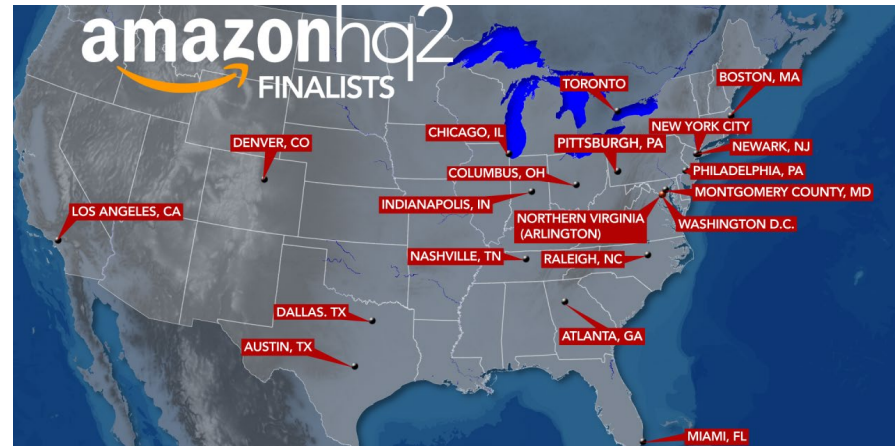 amazonhq2
FINALISTS
TORONTO
BOSTON, MA
CHICAGO, IL
NEW YORK CITY
DENVER, CO
PITTSBURGH, PA
NEWARK, NJ
COLUMBUS, OH
PHILADELPHIA, PA
MONTGOMERY COUNTY, MD
INDIANAPOLIS, IN
LOS ANGELES, CA
NORTHERN VIRGINIA
(ARLINGTON)
WASHINGTON D.C.
NASHVILLE, TN
RALEIGH, NC
DALLAS. TX
ATLANTA, GA
AUSTIN, TX
MIAMI, FL